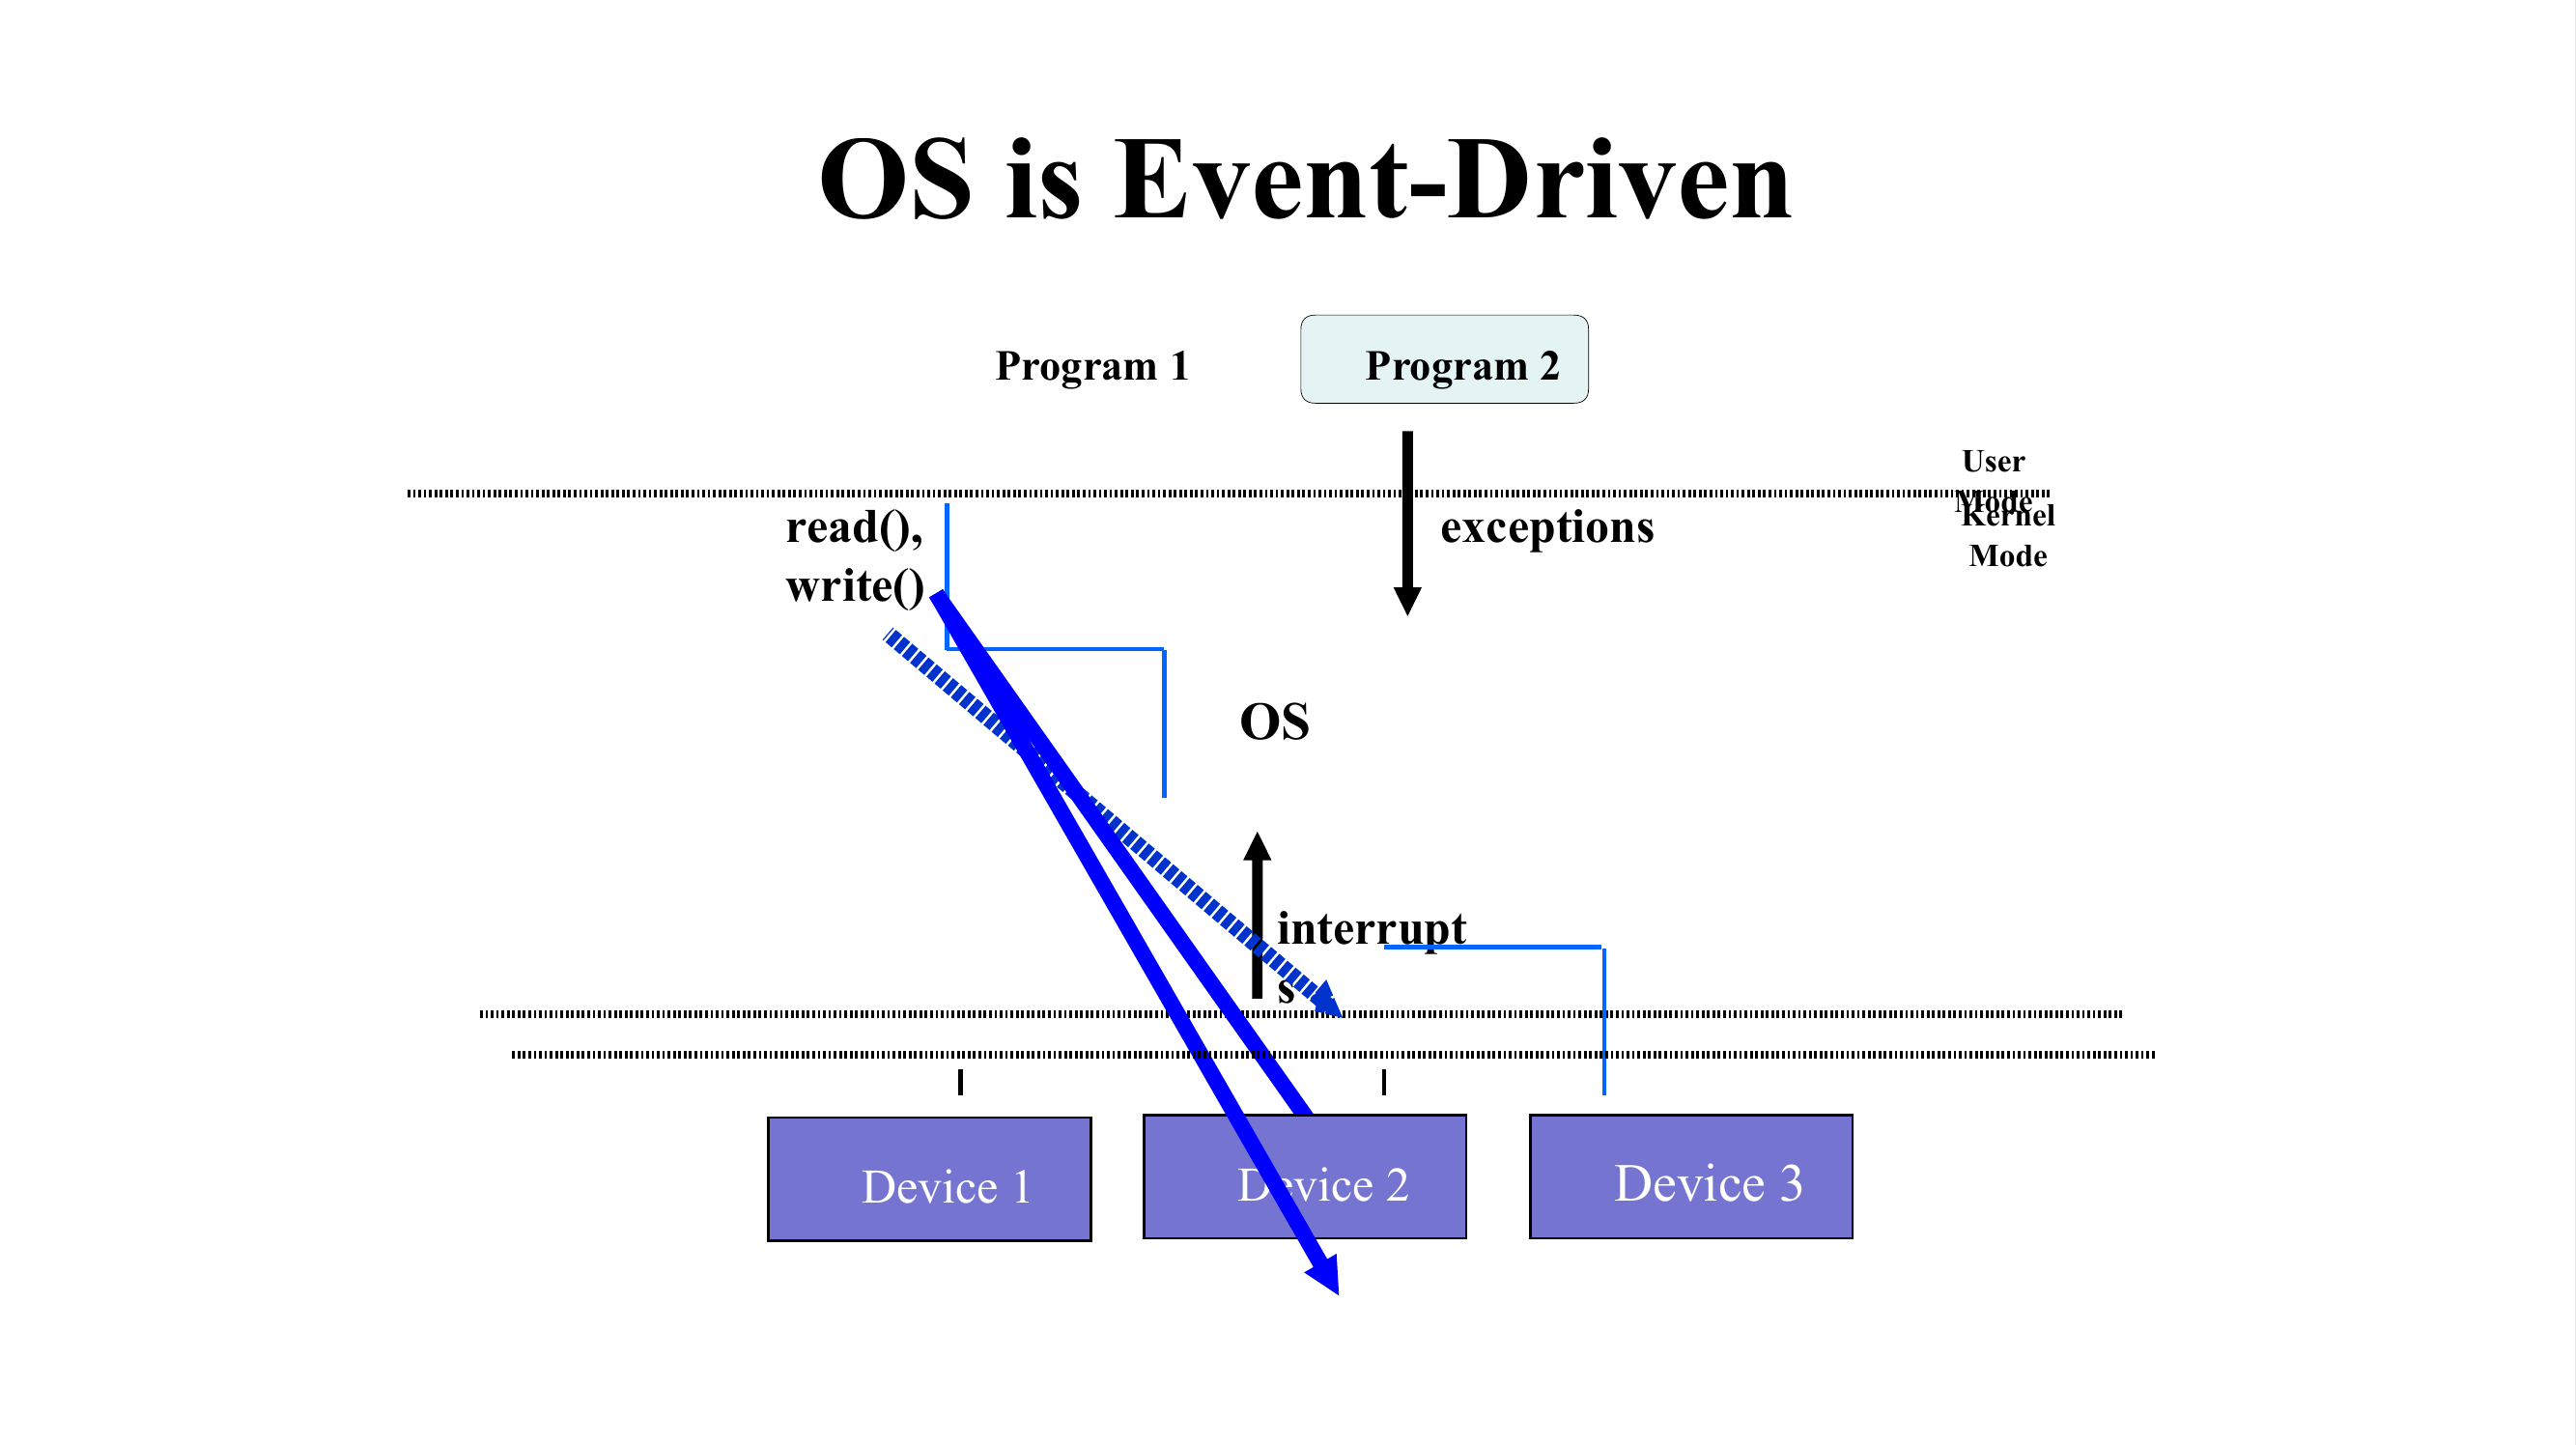 OS is Event-Driven
Program 1
Program 2
User
Mode
Kernel
Mode
read(),
write()
exceptions
OS
interrupt
s
Device 1
Device 2
Device 3